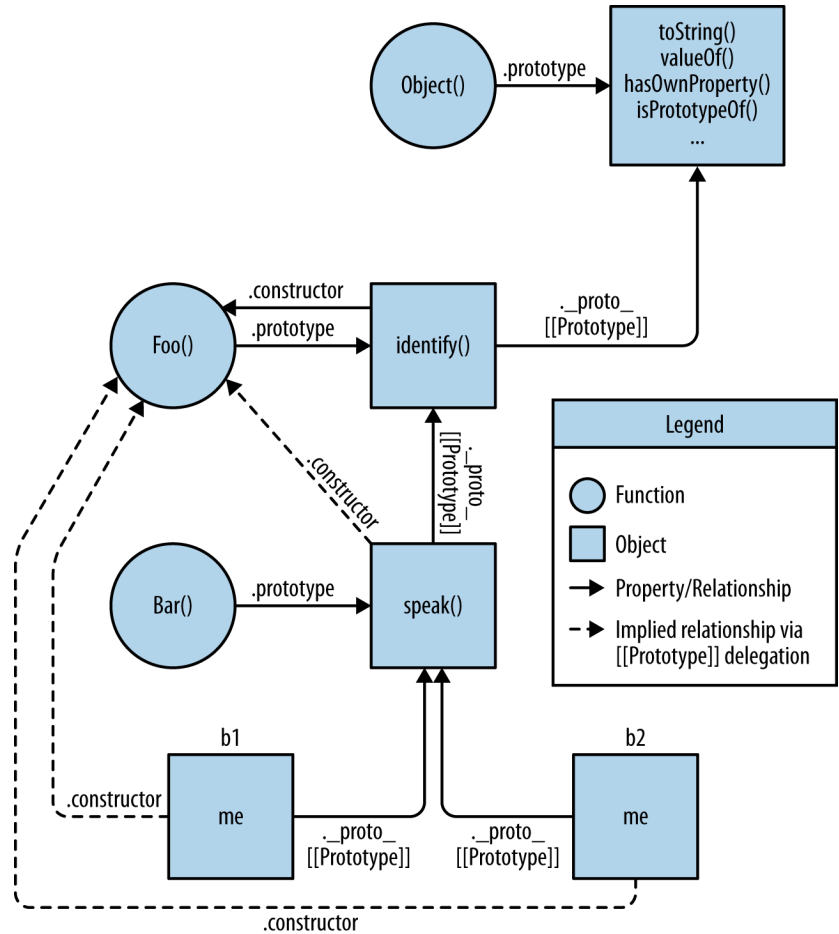 toString()
valueOf()
hasOwnProperty()
isPrototypeOf()
...
Object()
.prototype
.constructor
.prototype
Foo()
identify()
._proto_
[[Prototype]]
.constructor
._proto_
[[Prototype]]
Legend
Function
Object
Property/Relationship
Implied relationship via
[[Prototype]] delegation
Bar()
.prototype
speak()
b1
b2
.constructor
me
._proto_
[[Prototype]]
._proto_
[[Prototype]]
me
.constructor